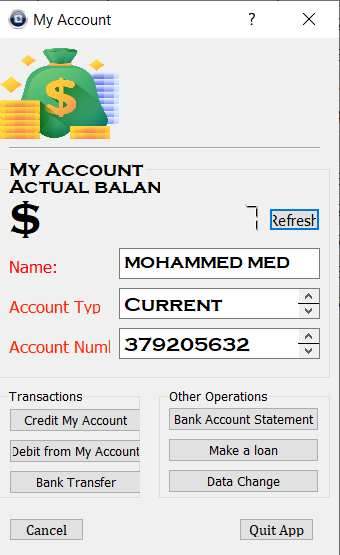 My Account
My Account
Actual balan
$
Refresh
Name: MOHAMMED MED
Account Typ Current
Account Numl 379205632
Transactions
Credit My Account
Debit from My Account
Bank Transfer
Other Operations
Bank Account Statement
Make a loan
Data Change
Cancel
Quit App